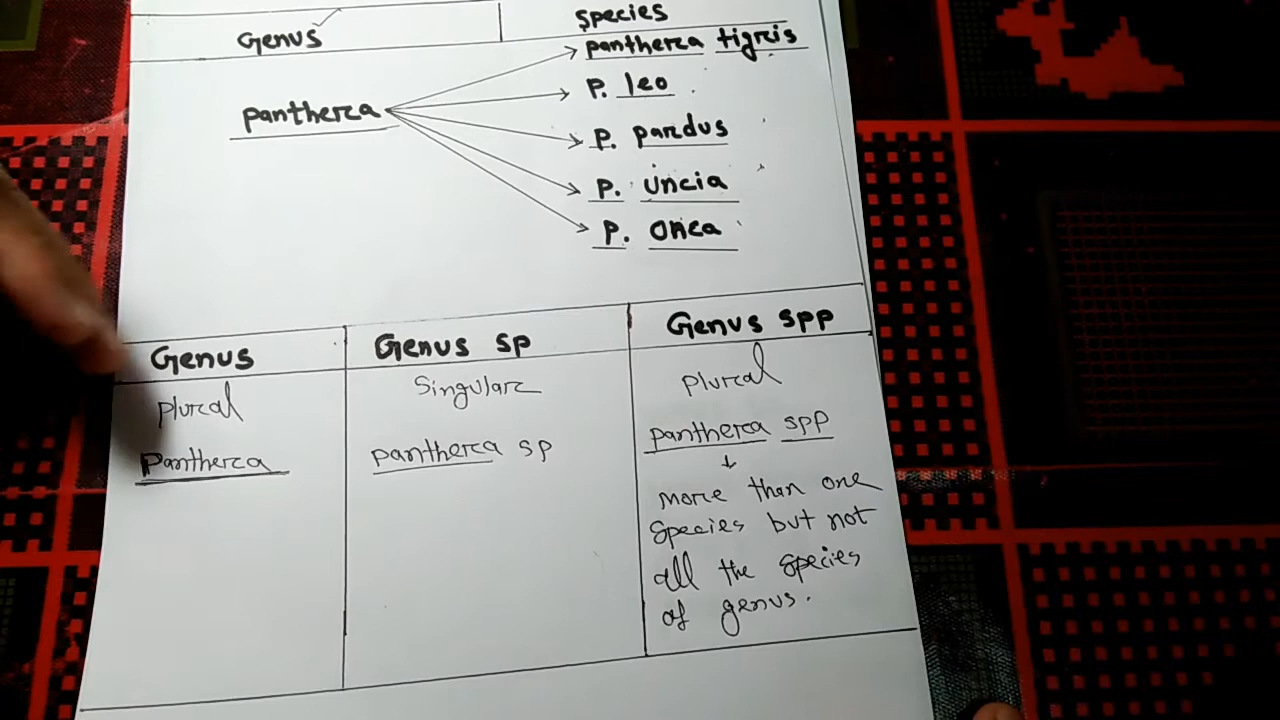 Genus
Species
Panthera
panthera tigris
P. leo
P. pardus
P. uncia
P. onca
Genus
Genus sp
Genus spp
plural
Singular
plural
Panthera
panthera sp
panthera spp
more than one
species but not
all the species
of genus.